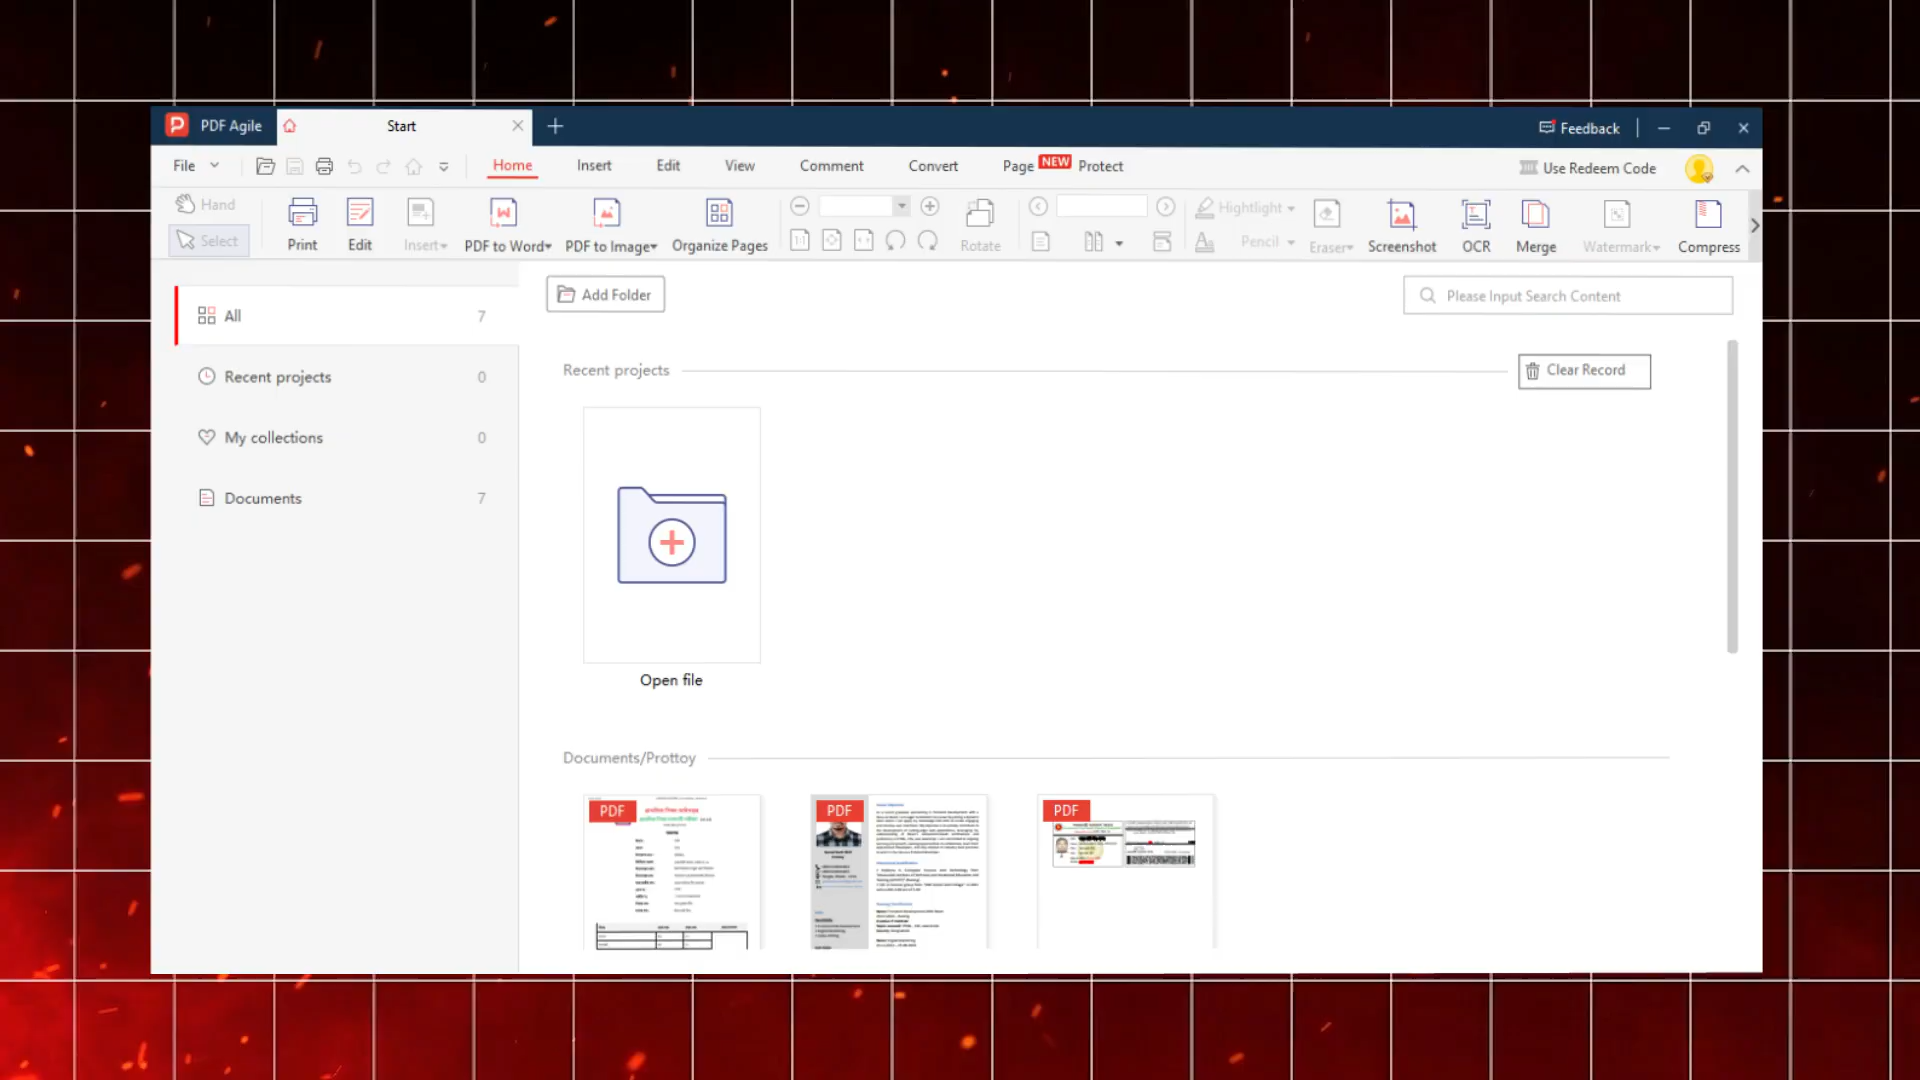 PDF Agile
Start
Feedback
File
Home
Insert
Edit
View
Comment
Convert
Page
NEW
Protect
Use Redeem Code
Hand
Select
Print
Edit
Insert
PDF to Word
PDF to Image
Organize Pages
Rotate
Hightlight
Pencil
Eraser
Screenshot
OCR
Merge
Watermark
Compress
All 7
Recent projects 0
My collections 0
Documents 7
Add Folder
Please Input Search Content
Recent projects
Clear Record
Open file
Documents/Prottoy
PDF
PDF
PDF